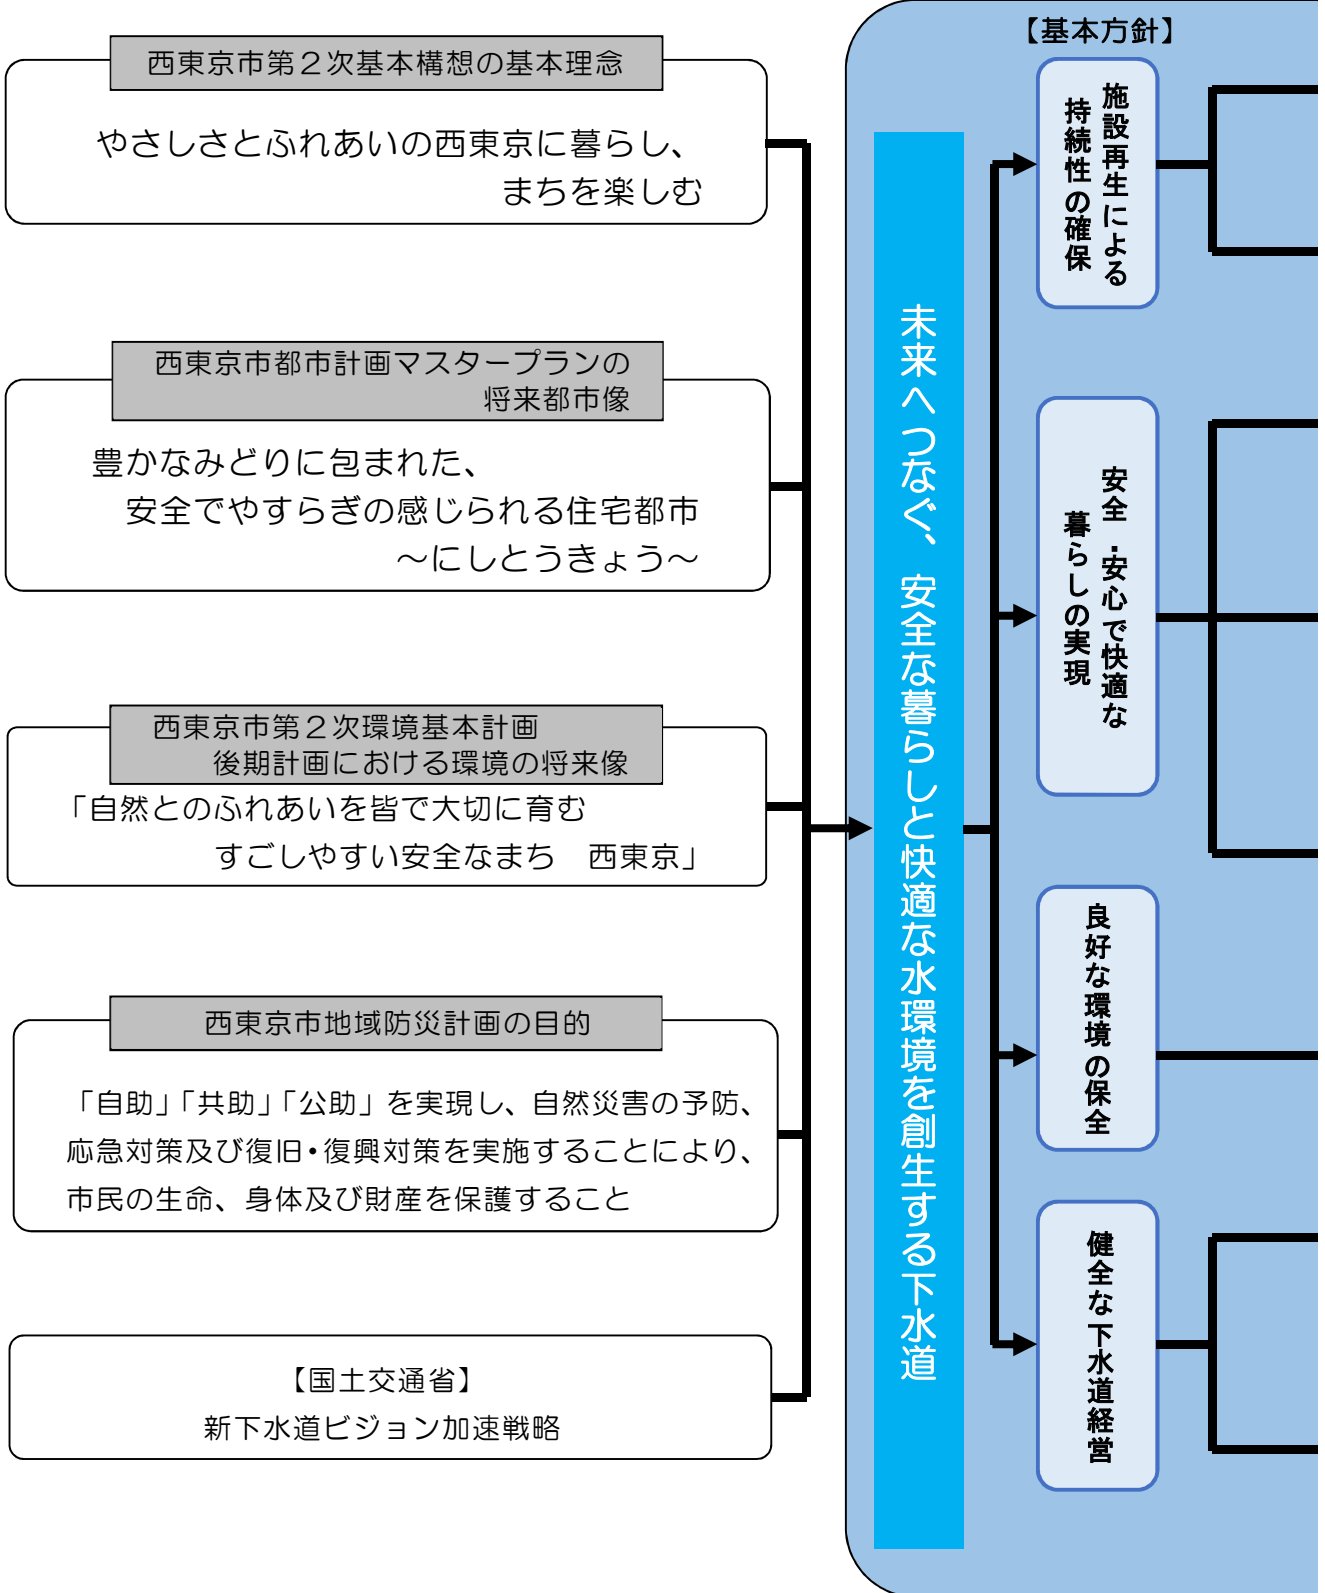 西東京市第２次基本構想の基本理念
やさしさとふれあいの西東京に暮らし、
まちを楽しむ
西東京市都市計画マスタープランの
将来都市像
豊かなみどりに包まれた、
安全でやすらぎの感じられる住宅都市
～にしとうきょう～
西東京市第２次環境基本計画
後期計画における環境の将来像
「自然とのふれあいを皆で大切に育む
すごしやすい安全なまち　西東京」
西東京市地域防災計画の目的
「自助」「共助」「公助」を実現し、自然災害の予防、
応急対策及び復旧・復興対策を実施することにより、
市民の生命、身体及び財産を保護すること
【国土交通省】
新下水道ビジョン加速戦略
未来へつなぐ、安全な暮らしと快適な水環境を創生する下水道
【基本方針】
施設再生による
持続性の確保
安全・安心で快適な
暮らしの実現
良好な環境の保全
健全な下水道経営